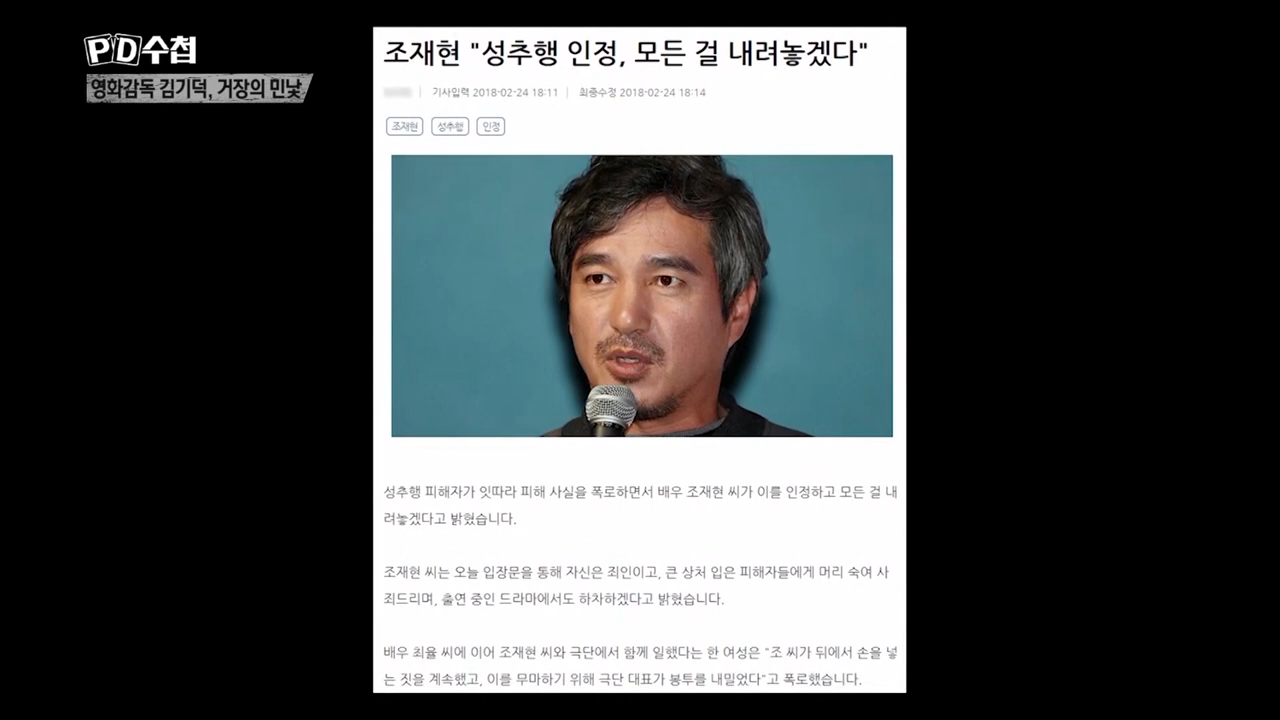 PD수첩
영화감독 김기덕, 거장의 민낯
조재현 "성추행 인정, 모든 걸 내려놓겠다"
기사입력 2018-02-24 18:11 | 최종수정 2018-02-24 18:14
조재현 성추행 인정
성추행 피해자가 잇따라 피해 사실을 폭로하면서 배우 조재현 씨가 이를 인정하고 모든 걸 내
려놓겠다고 밝혔습니다.
조재현 씨는 오늘 입장문을 통해 자신은 죄인이고, 큰 상처 입은 피해자들에게 머리 숙여 사
죄드리며, 출연 중인 드라마에서도 하차하겠다고 밝혔습니다.
배우 최율 씨에 이어 조재현 씨와 극단에서 함께 일했다는 한 여성은 "조 씨가 뒤에서 손을 넣
는 짓을 계속했고, 이를 무마하기 위해 극단 대표가 봉투를 내밀었다"고 폭로했습니다.